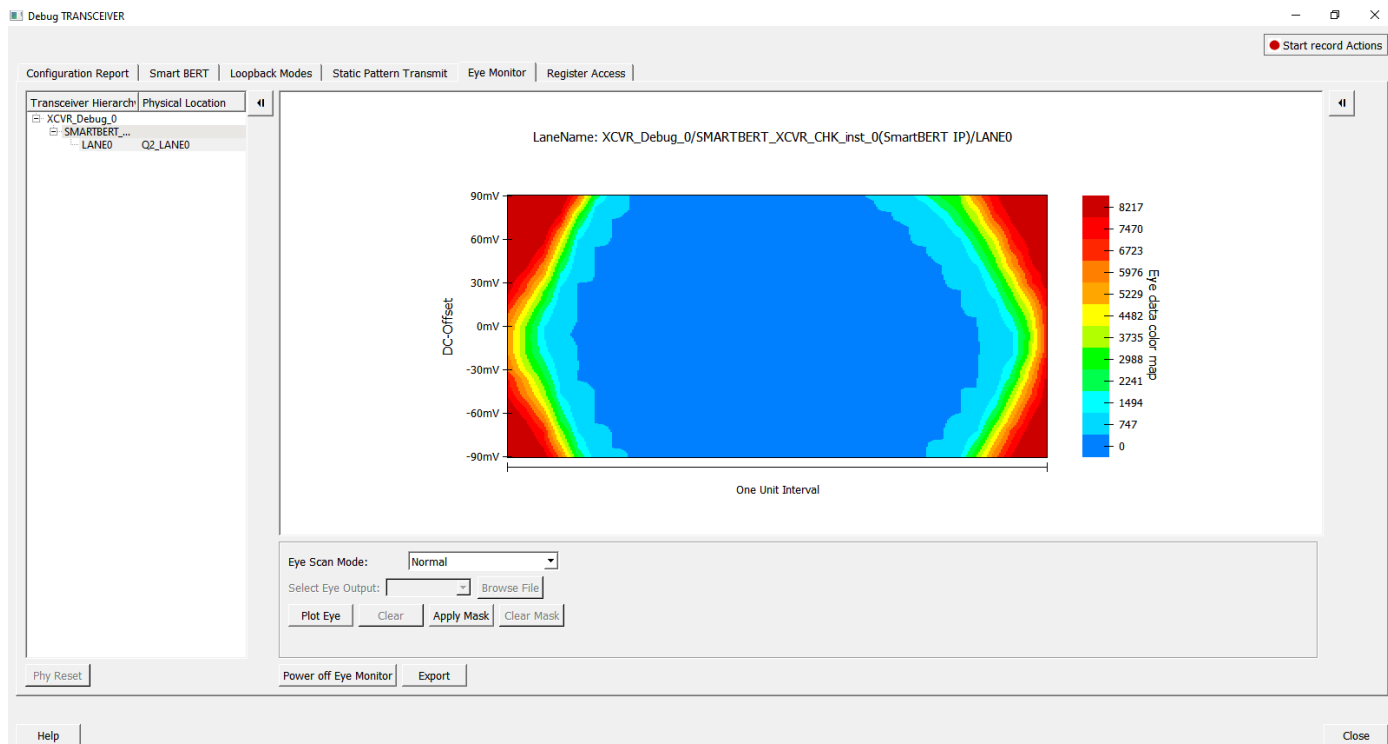 Debug TRANSCEIVER
Start record Actions
Configuration Report
Smart BERT
Loopback Modes
Static Pattern Transmit
Eye Monitor
Register Access
Transceiver Hierarch
Physical Location
XCVR_Debug_0
SMARTBERT_...
LANE0 Q2_LANE0
LaneName: XCVR_Debug_0/SMARTBERT_XCVR_CHK_inst_0(SmartBERT IP)/LANE0
90mV
60mV
30mV
0mV
-30mV
-60mV
-90mV
DC-Offset
One Unit Interval
8217
7470
6723
5976
5229
4482
3735
2988
2241
1494
747
0
Eye data color map
Eye Scan Mode: Normal
Select Eye Output: Browse File
Plot Eye Clear Apply Mask Clear Mask
Phy Reset
Power off Eye Monitor
Export
Help
Close